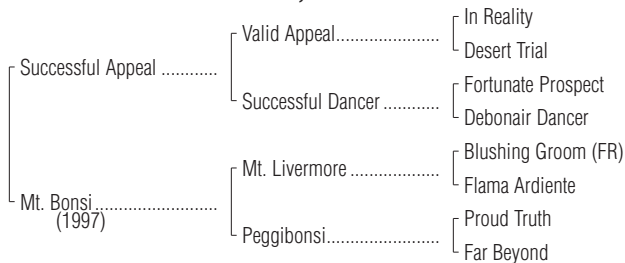 In Reality
Valid Appeal.....................
Desert Trial
Successful Appeal ............
Fortunate Prospect
Successful Dancer ............
Debonair Dancer
Blushing Groom (FR)
Mt. Livermore ...................
Flama Ardiente
Mt. Bonsi..........................
(1997)
Proud Truth
Peggibonsi........................
Far Beyond